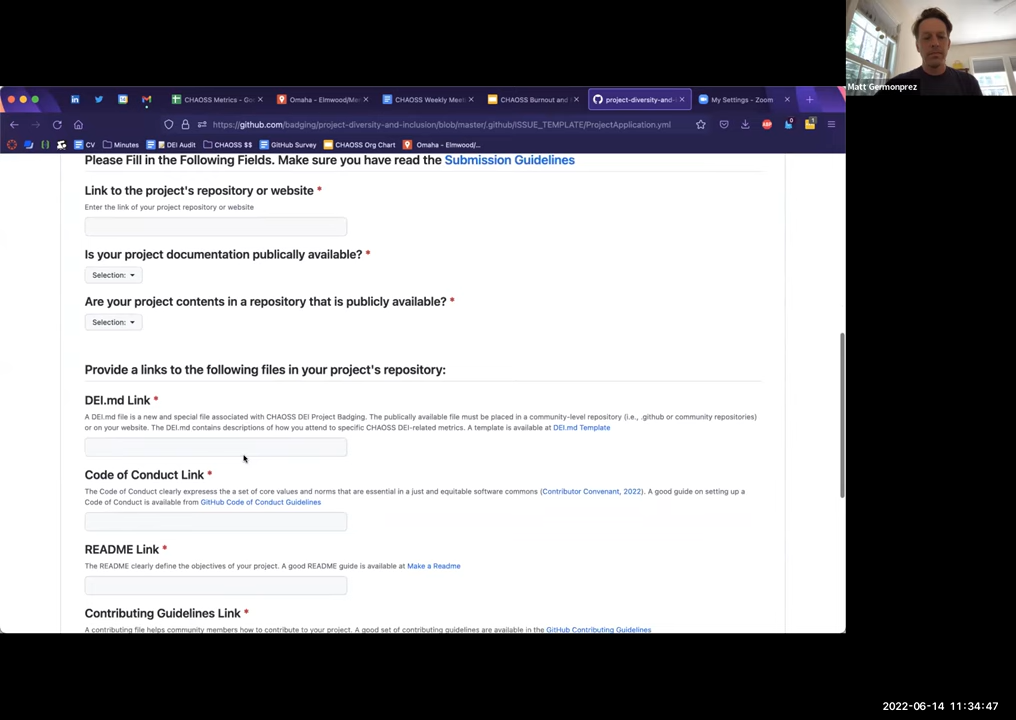 Matt Germonprez
CHAOSS Metrics - Go
Omaha - Elmwood/Me
CHAOSS Weekly Meet
CHAOSS Burnout and
project-diversity-and-
My Settings - Zoom
https://github.com/badging/project-diversity-and-inclusion/blob/master/.github/ISSUE_TEMPLATE/ProjectApplication.yml
CV
Minutes
DEI Audit
CHAOSS $$
GitHub Survey
CHAOSS Org Chart
Omaha - Elmwood/...
Please Fill in the Following Fields. Make sure you have read the Submission Guidelines
Link to the project's repository or website *
Enter the link of your project repository or website
Is your project documentation publically available? *
Selection:
Are your project contents in a repository that is publicly available? *
Selection:
Provide a links to the following files in your project's repository:
DEI.md Link *
A DEI.md file is a new and special file associated with CHAOSS DEI Project Badging. The publically available file must be placed in a community-level repository (i.e., .github or community repositories)
or on your website. The DEI.md contains descriptions of how you attend to specific CHAOSS DEI-related metrics. A template is available at DEI.md Template
Code of Conduct Link *
The Code of Conduct clearly expresess the a set of core values and norms that are essential in a just and equitable software commons (Contributor Convenant, 2022). A good guide on setting up a
Code of Conduct is available from GitHub Code of Conduct Guidelines
README Link *
The README clearly define the objectives of your project. A good README guide is available at Make a Readme
Contributing Guidelines Link *
A contributing file helps community members how to contribute to your project. A good set of contributing guidelines are available in the GitHub Contributing Guidelines
2022-06-14 11:34:47